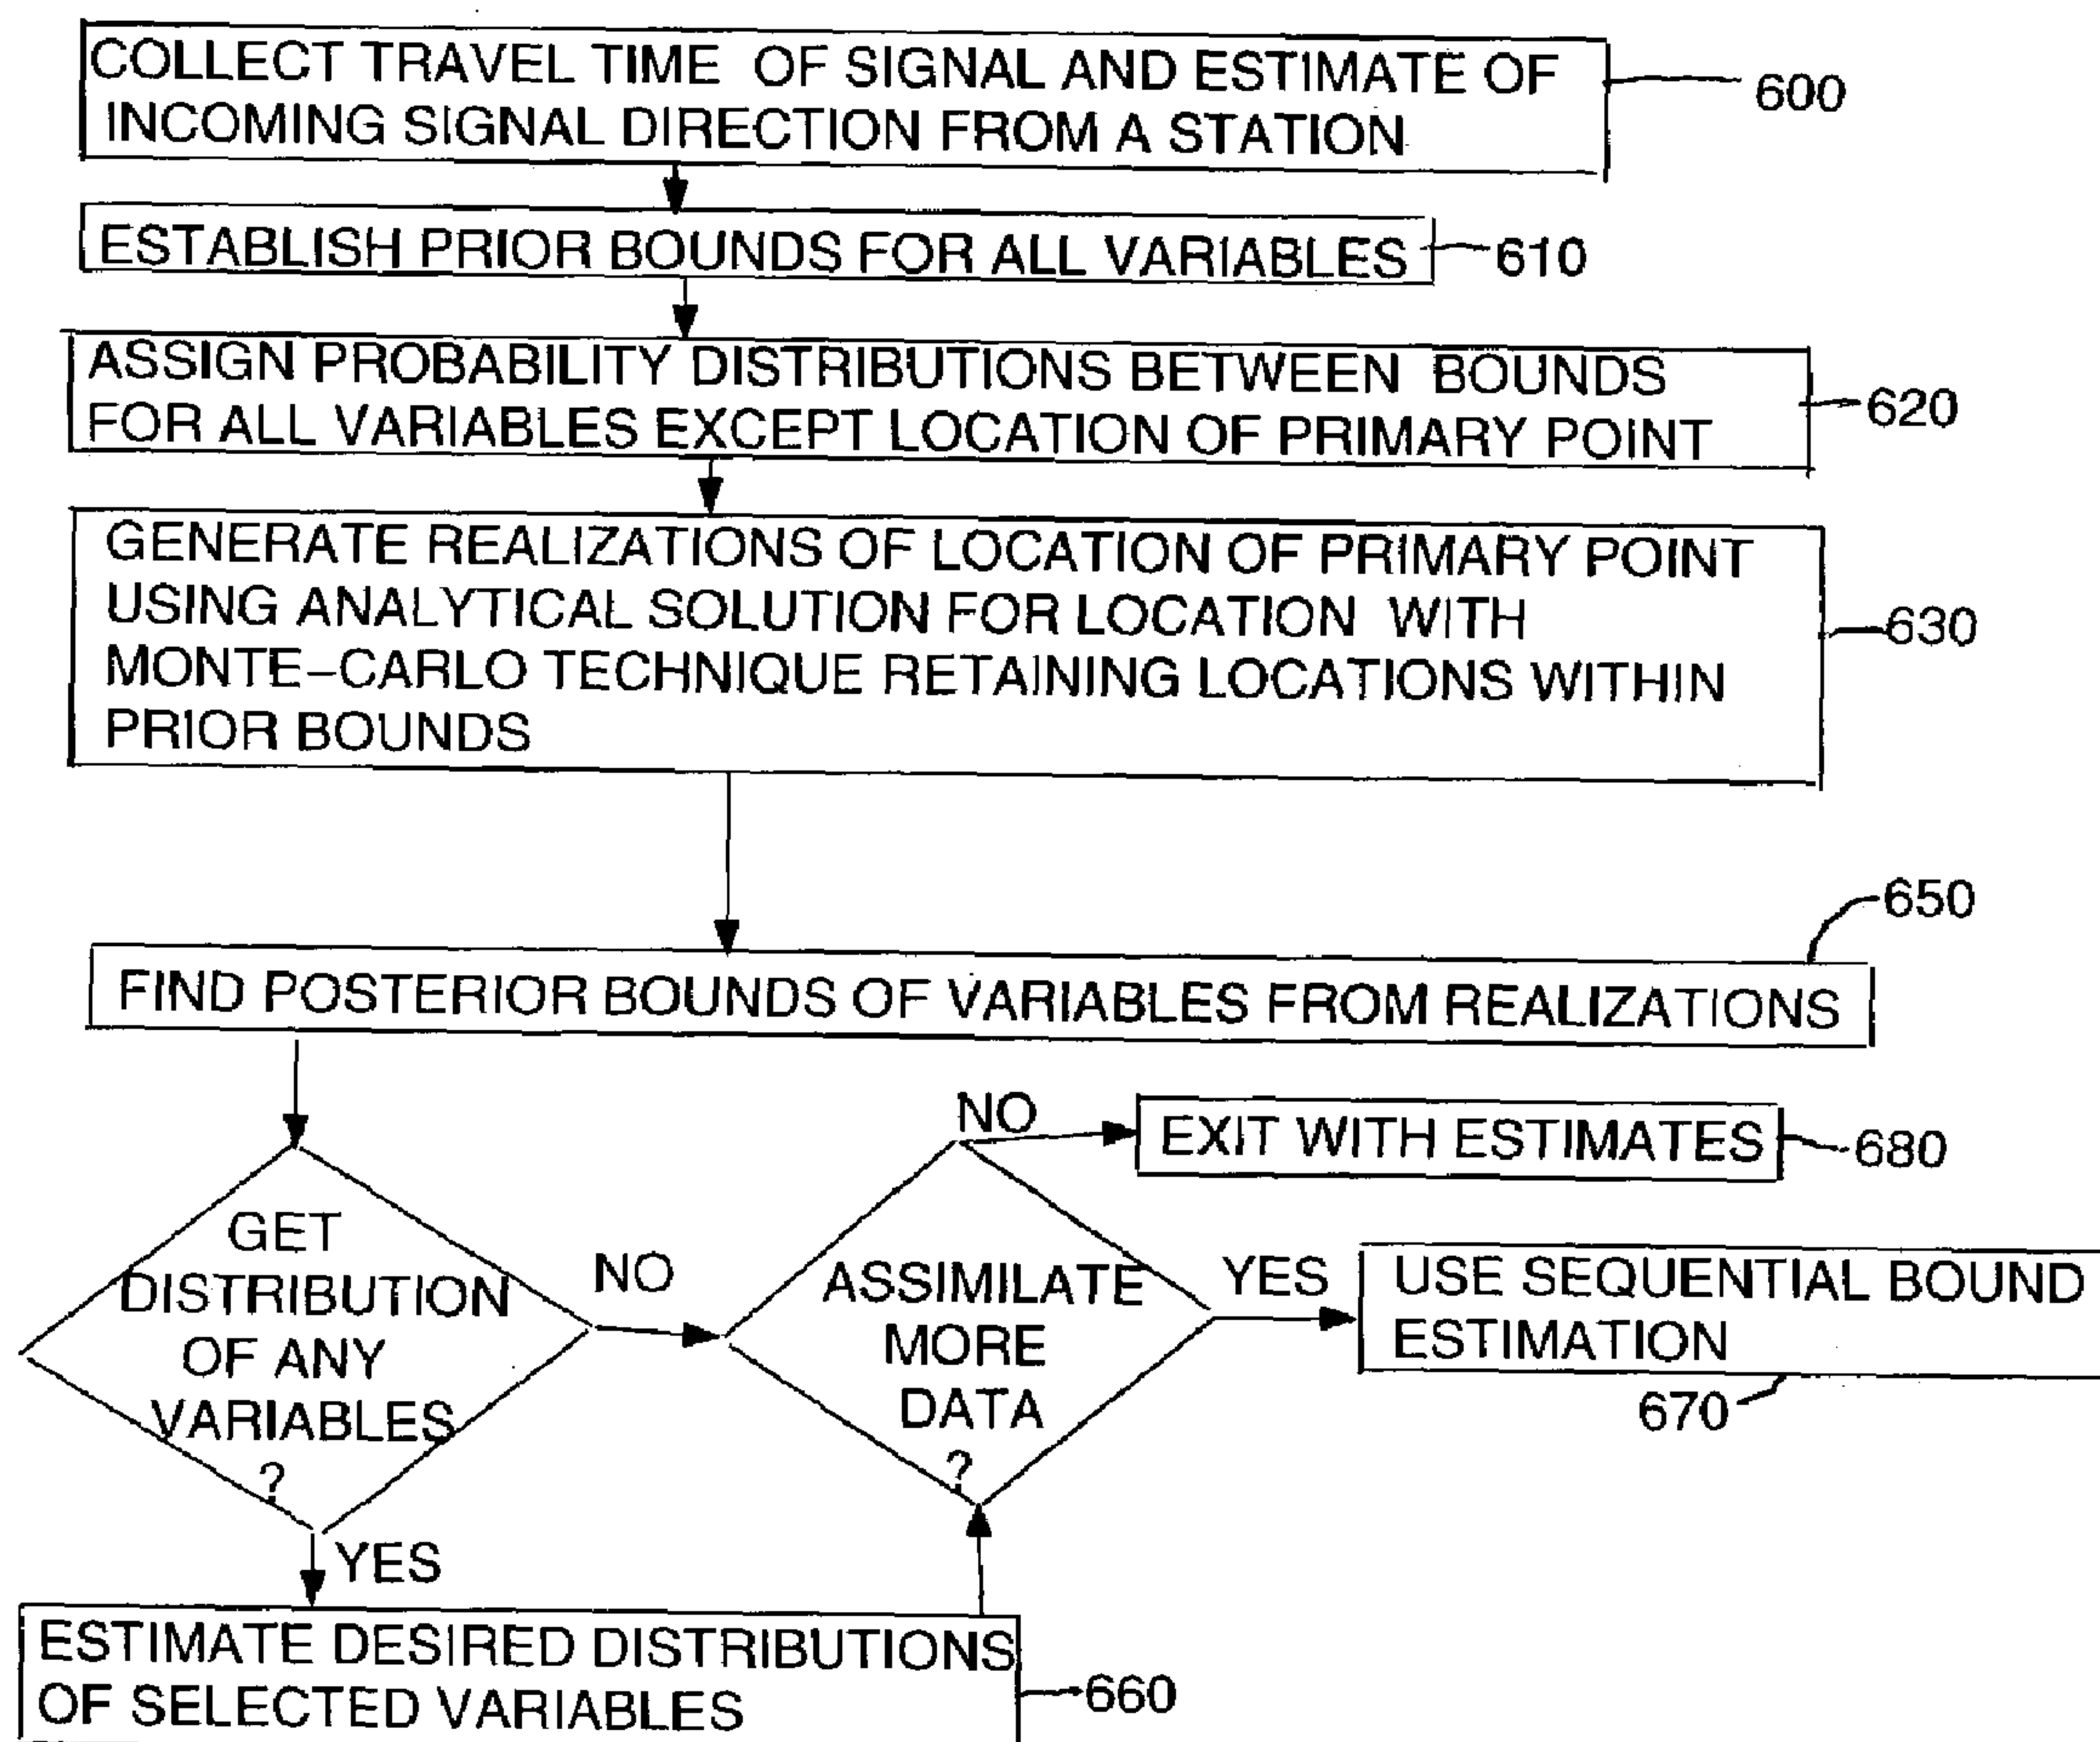 COLLECT TRAVEL TIME OF SIGNAL AND ESTIMATE OF
INCOMING SIGNAL DIRECTION FROM A STATION
600
ESTABLISH PRIOR BOUNDS FOR ALL VARIABLES
610
ASSIGN PROBABILITY DISTRIBUTIONS BETWEEN BOUNDS
FOR ALL VARIABLES EXCEPT LOCATION OF PRIMARY POINT
620
GENERATE REALIZATIONS OF LOCATION OF PRIMARY POINT
USING ANALYTICAL SOLUTION FOR LOCATION WITH
MONTE-CARLO TECHNIQUE RETAINING LOCATIONS WITHIN
PRIOR BOUNDS
630
650
FIND POSTERIOR BOUNDS OF VARIABLES FROM REALIZATIONS
NO
EXIT WITH ESTIMATES
680
GET
DISTRIBUTION
OF ANY
VARIABLES
?
NO
ASSIMILATE
MORE
DATA
?
YES
USE SEQUENTIAL BOUND
ESTIMATION
670
YES
ESTIMATE DESIRED DISTRIBUTIONS
OF SELECTED VARIABLES
660